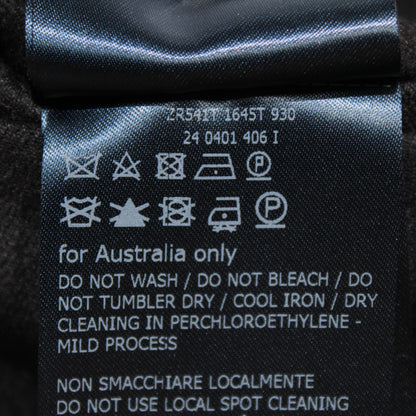 ZR541T 1645T 930
24 0401 406 I
P
P
for Australia only
DO NOT WASH / DO NOT BLEACH / DO
NOT TUMBLER DRY / COOL IRON / DRY
CLEANING IN PERCHLOROETHYLENE -
MILD PROCESS
NON SMACCHIARE LOCALMENTE
DO NOT USE LOCAL SPOT CLEANING